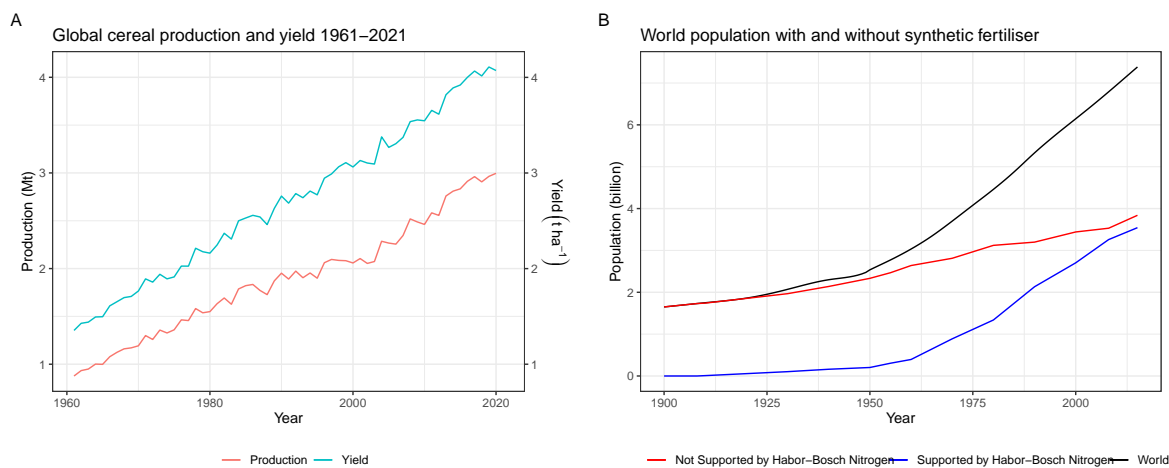 A
Global cereal production and yield 1961–2021
Production (Mt)
4
3
2
1
4
3
2
1
Yield (t ha⁻¹)
1960
1980
2000
2020
Year
Production
Yield
B
World population with and without synthetic fertiliser
Population (billion)
6
4
2
0
1900
1925
1950
1975
2000
Year
Not Supported by Habor–Bosch Nitrogen
Supported by Habor–Bosch Nitrogen
World